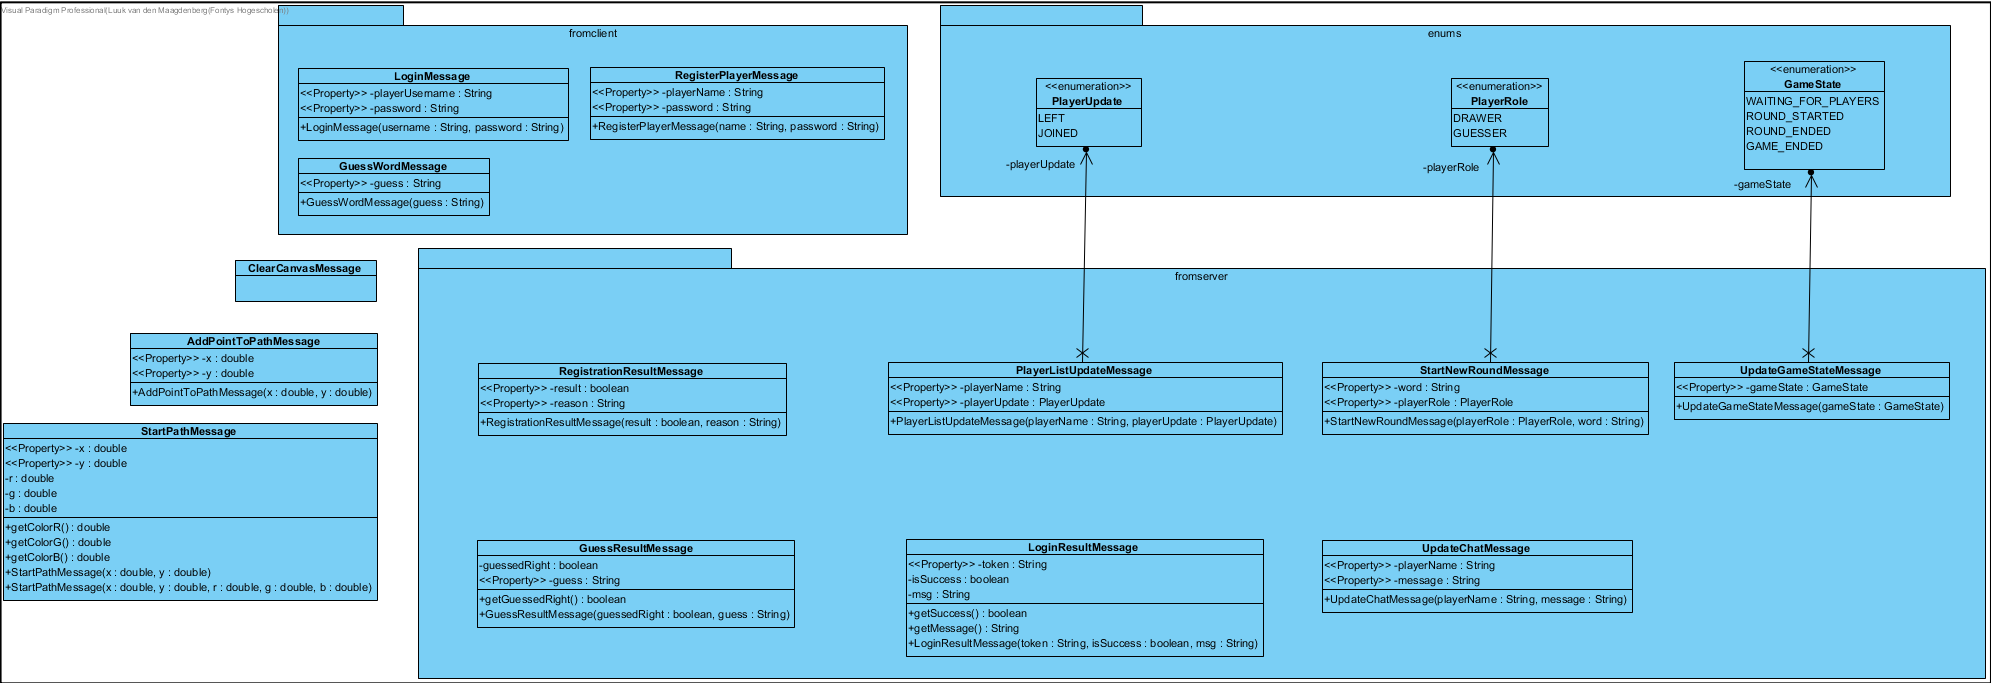 Visual Paradigm Professional(Luuk van den Maagdenberg(Fontys Hogescholen))
fromclient
LoginMessage
<<Property>> -playerUsername : String
<<Property>> -password : String
+LoginMessage(username : String, password : String)
RegisterPlayerMessage
<<Property>> -playerName : String
<<Property>> -password : String
+RegisterPlayerMessage(name : String, password : String)
GuessWordMessage
<<Property>> -guess : String
+GuessWordMessage(guess : String)
enums
<<enumeration>>
PlayerUpdate
LEFT
JOINED
-playerUpdate
<<enumeration>>
PlayerRole
DRAWER
GUESSER
-playerRole
<<enumeration>>
GameState
WAITING_FOR_PLAYERS
ROUND_STARTED
ROUND_ENDED
GAME_ENDED
-gameState
ClearCanvasMessage
AddPointToPathMessage
<<Property>> -x : double
<<Property>> -y : double
+AddPointToPathMessage(x : double, y : double)
StartPathMessage
<<Property>> -x : double
<<Property>> -y : double
-r : double
-g : double
-b : double
+getColorR() : double
+getColorG() : double
+getColorB() : double
+StartPathMessage(x : double, y : double)
+StartPathMessage(x : double, y : double, r : double, g : double, b : double)
fromserver
RegistrationResultMessage
<<Property>> -result : boolean
<<Property>> -reason : String
+RegistrationResultMessage(result : boolean, reason : String)
PlayerListUpdateMessage
<<Property>> -playerName : String
<<Property>> -playerUpdate : PlayerUpdate
+PlayerListUpdateMessage(playerName : String, playerUpdate : PlayerUpdate)
StartNewRoundMessage
<<Property>> -word : String
<<Property>> -playerRole : PlayerRole
+StartNewRoundMessage(playerRole : PlayerRole, word : String)
UpdateGameStateMessage
<<Property>> -gameState : GameState
+UpdateGameStateMessage(gameState : GameState)
GuessResultMessage
-guessedRight : boolean
<<Property>> -guess : String
+getGuessedRight() : boolean
+GuessResultMessage(guessedRight : boolean, guess : String)
LoginResultMessage
<<Property>> -token : String
-isSuccess : boolean
-msg : String
+getSuccess() : boolean
+getMessage() : String
+LoginResultMessage(token : String, isSuccess : boolean, msg : String)
UpdateChatMessage
<<Property>> -playerName : String
<<Property>> -message : String
+UpdateChatMessage(playerName : String, message : String)